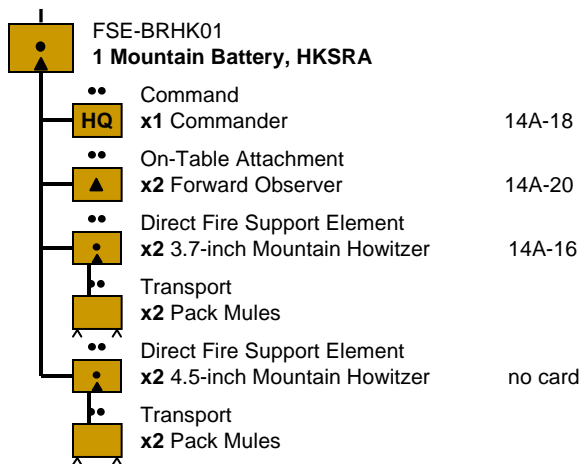 FSE-BRHK01
1 Mountain Battery, HKSRA
Command
HQ x1 Commander 14A-18
On-Table Attachment
x2 Forward Observer 14A-20
Direct Fire Support Element
x2 3.7-inch Mountain Howitzer 14A-16
Transport
x2 Pack Mules
Direct Fire Support Element
x2 4.5-inch Mountain Howitzer no card
Transport
x2 Pack Mules